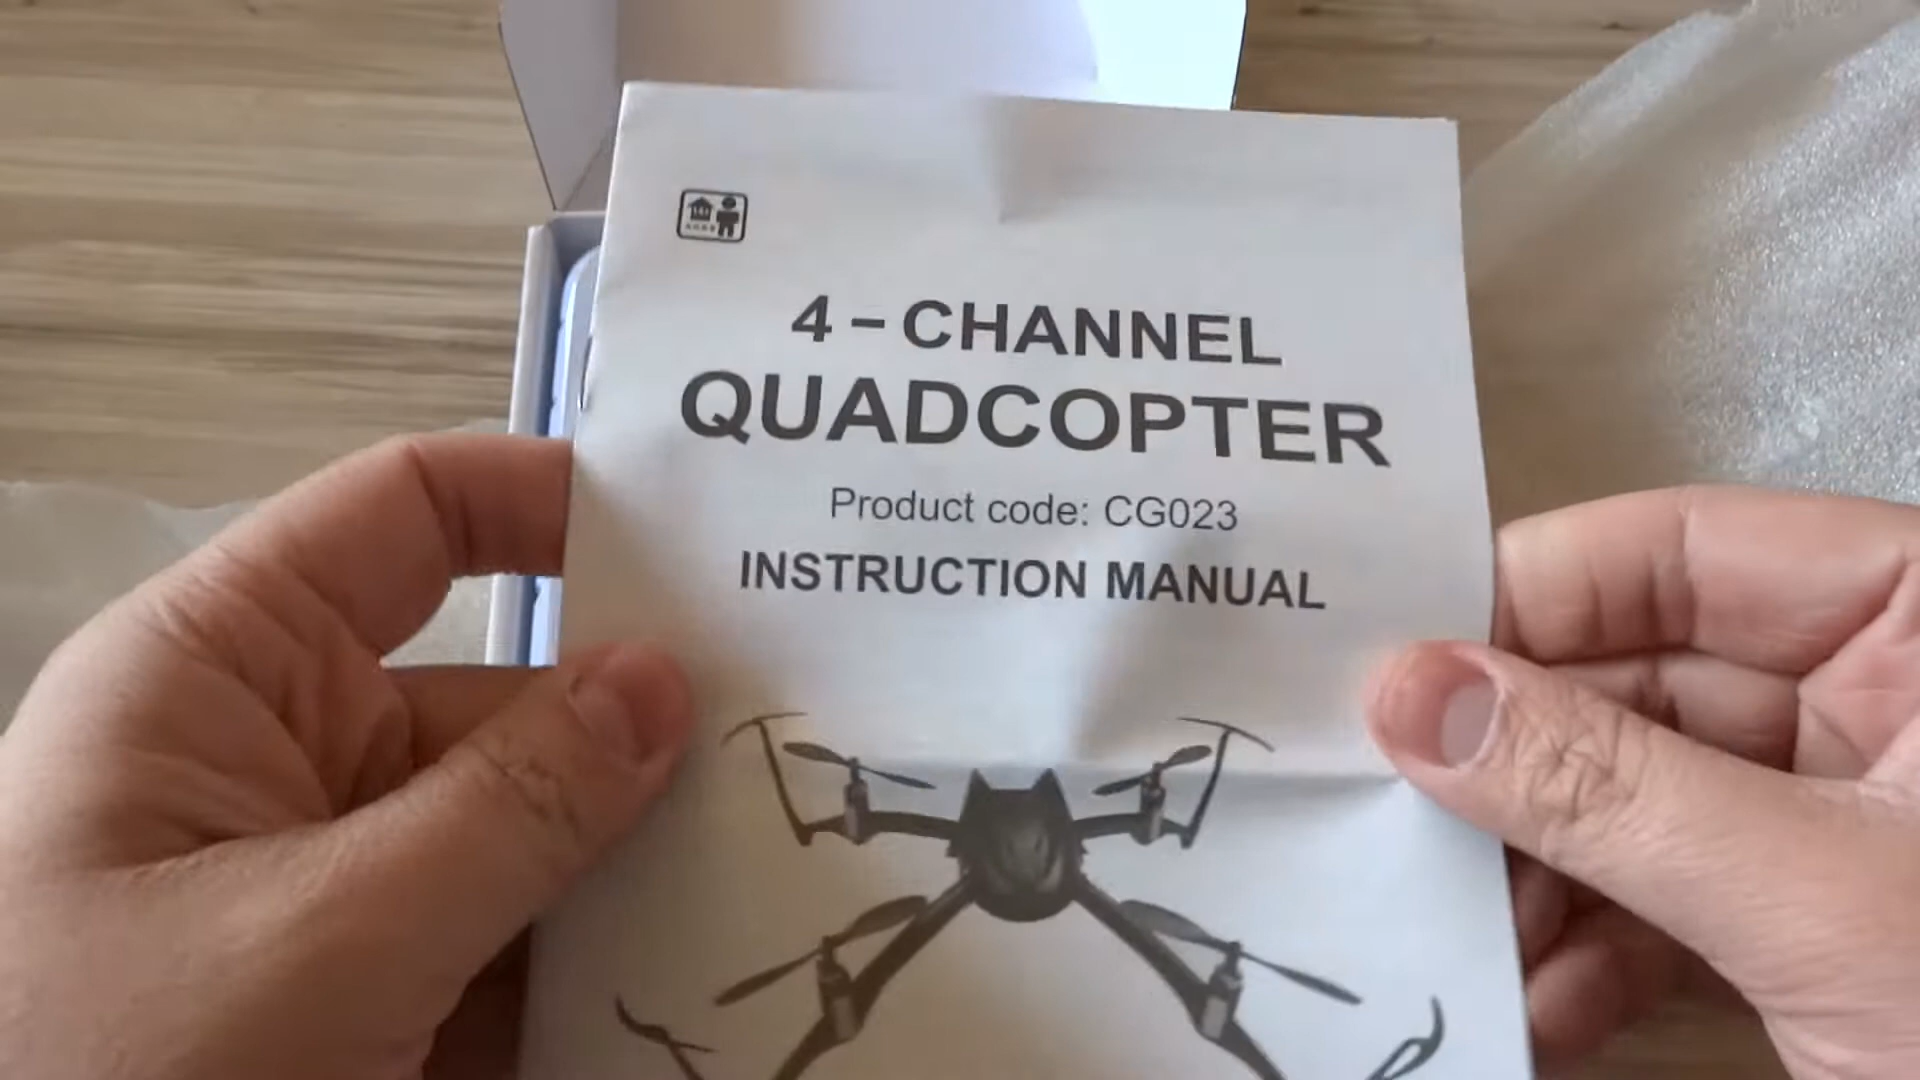 4-CHANNEL
QUADCOPTER
Product code: CG023
INSTRUCTION MANUAL